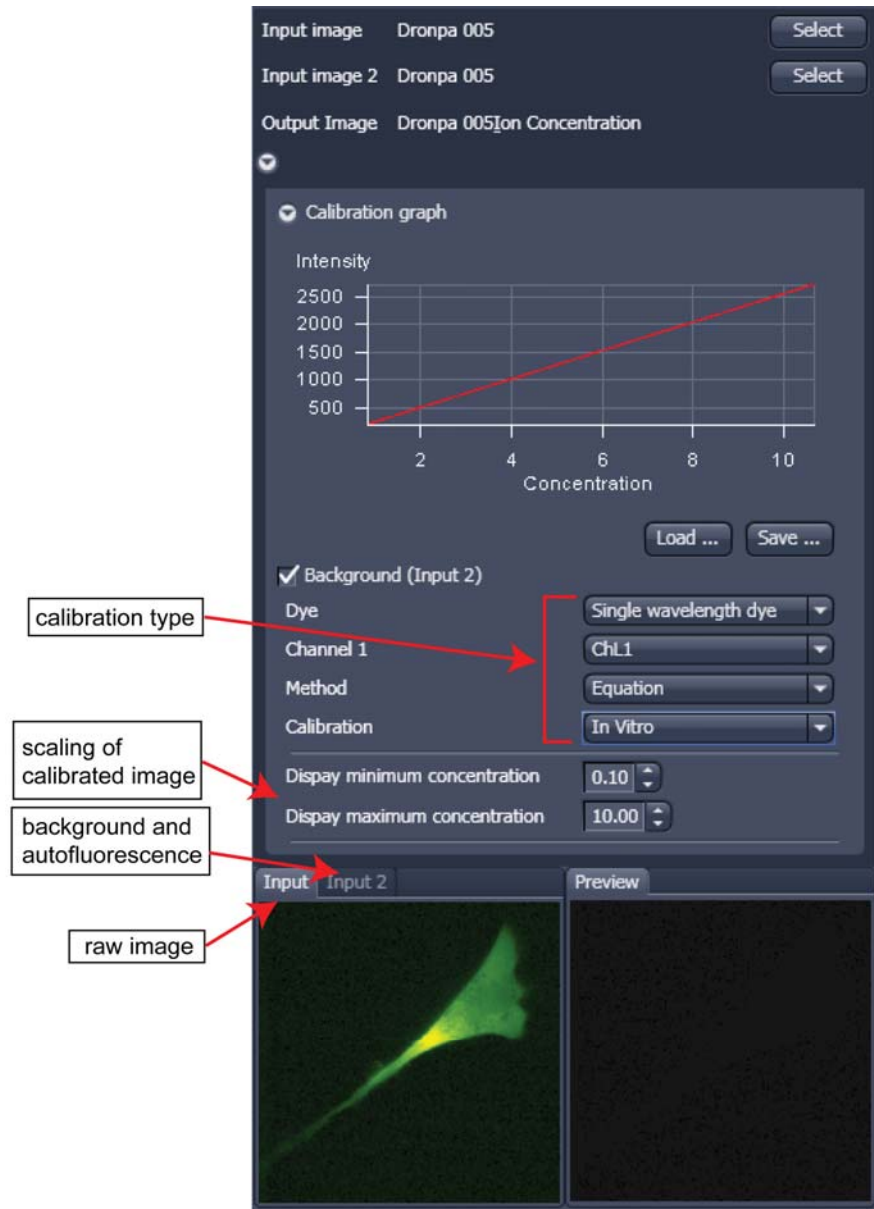 Input image Dronpa 005 Select
Input image 2 Dronpa 005 Select
Output Image Dronpa 005Ion Concentration
Calibration graph
Intensity
2500
2000
1500
1000
500
2 4 6 8 10
Concentration
Load ... Save ...
Background (Input 2)
calibration type
Dye Single wavelength dye
Channel 1 ChL1
Method Equation
Calibration In Vitro
scaling of
calibrated image
Dispay minimum concentration 0.10
Dispay maximum concentration 10.00
background and
autofluorescence
Input Input 2 Preview
raw image